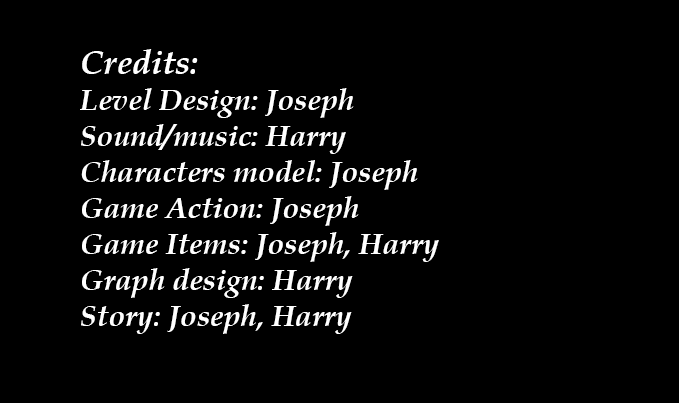 Credits:
Level Design: Joseph
Sound/music: Harry
Characters model: Joseph
Game Action: Joseph
Game Items: Joseph, Harry
Graph design: Harry
Story: Joseph, Harry